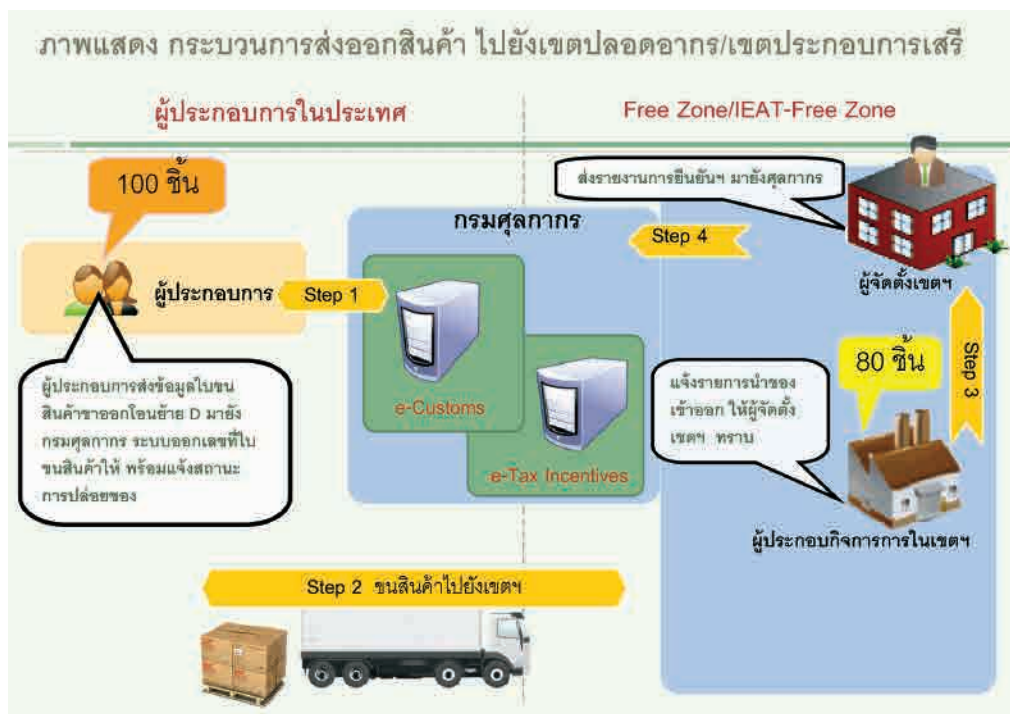 ภาพแสดง กระบวนการส่งออกสินค้า ไปยังเขตปลอดอากร/เขตประกอบการเสรี
ผู้ประกอบการในประเทศ
Free Zone/IEAT-Free Zone
100 ชิ้น
ส่งรายงานการยืนยันฯ มายังศุลกากร
กรมศุลกากร
Step 4
ผู้จัดตั้งเขตฯ
ผู้ประกอบการ
Step 1
ผู้ประกอบการส่งข้อมูลใบขน
สินค้าขาออกโอนย้าย D มายัง
กรมศุลกากร ระบบออกเลขที่ใบ
ขนสินค้าให้ พร้อมแจ้งสถานะ
การปล่อยของ
e-Customs
e-Tax Incentives
แจ้งรายการนำของ
เข้าออก ให้ผู้จัดตั้ง
เขตฯ ทราบ
80 ชิ้น
Step 3
ผู้ประกอบกิจการการในเขตฯ
Step 2 ขนสินค้าไปยังเขตฯ